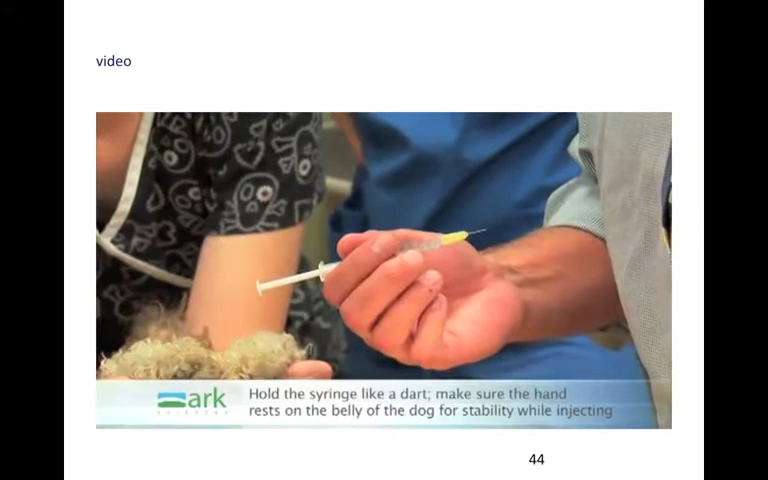 video
ark
SCIENCES
Hold the syringe like a dart; make sure the hand
rests on the belly of the dog for stability while injecting
44